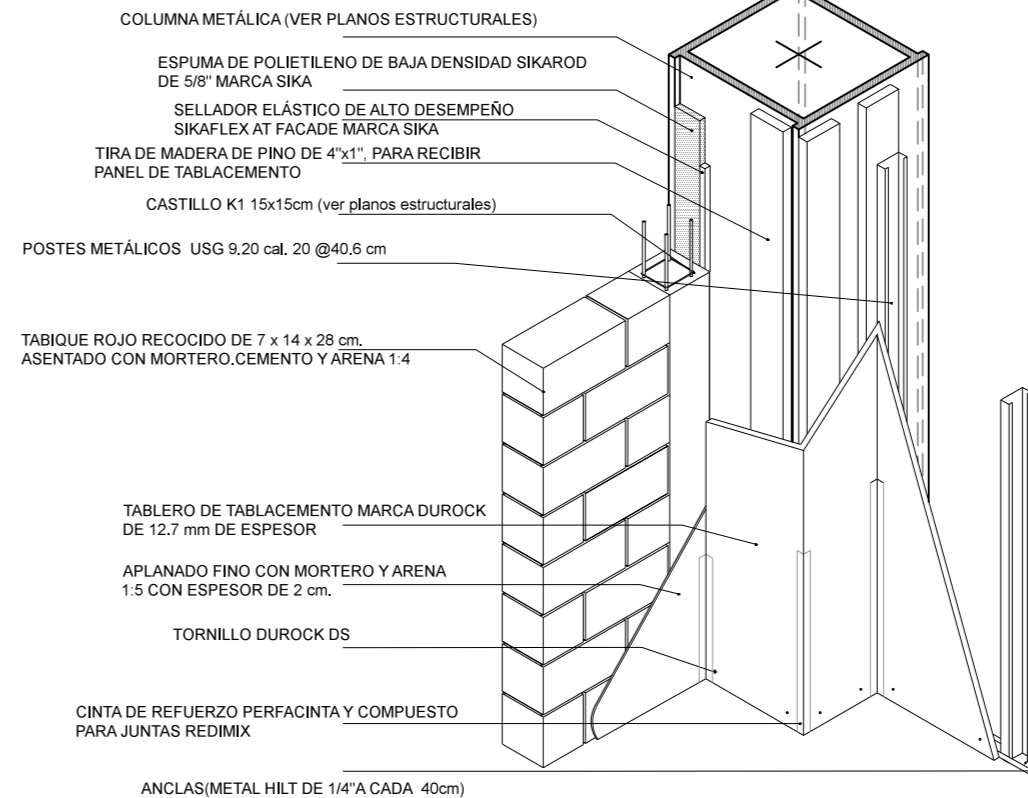 COLUMNA METÁLICA (VER PLANOS ESTRUCTURALES)
ESPUMA DE POLIETILENO DE BAJA DENSIDAD SIKAROD
DE 5/8" MARCA SIKA
SELLADOR ELÁSTICO DE ALTO DESEMPEÑO
SIKAFLEX AT FACADE MARCA SIKA
TIRA DE MADERA DE PINO DE 4"x1", PARA RECIBIR
PANEL DE TABLACEMENTO
CASTILLO K1 15x15cm (ver planos estructurales)
POSTES METÁLICOS USG 9.20 cal. 20 @40.6 cm
TABIQUE ROJO RECOCIDO DE 7 x 14 x 28 cm.
ASENTADO CON MORTERO.CEMENTO Y ARENA 1:4
TABLERO DE TABLACEMENTO MARCA DUROCK
DE 12.7 mm DE ESPESOR
APLANADO FINO CON MORTERO Y ARENA
1:5 CON ESPESOR DE 2 cm.
TORNILLO DUROCK DS
CINTA DE REFUERZO PERFACINTA Y COMPUESTO
PARA JUNTAS REDIMIX
ANCLAS(METAL HILT DE 1/4"A CADA 40cm)